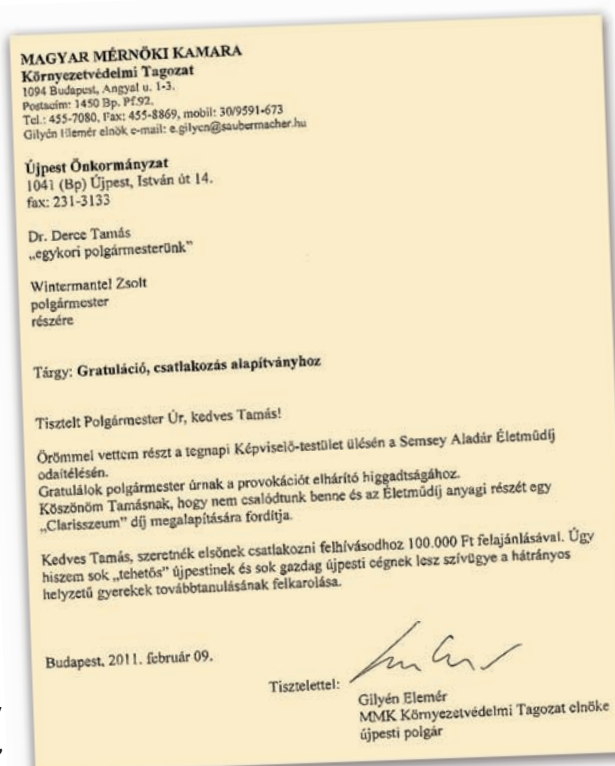 MAGYAR MÉRNÖKI KAMARA
Környezetvédelmi Tagozat
1094 Budapest, Angyal u. 1-3.
Postacím: 1450 Bp. Pf.92.
Tel.: 455-7080, Fax: 455-8869, mobil: 30/9591-673
Gilyén Elemér elnök e-mail: e.gilyen@saubermacher.hu
Újpest Önkormányzat
1041 (Bp) Újpest, István út 14.
fax: 231-3133
Dr. Derce Tamás
„egykori polgármesterünk”
Wintermantel Zsolt
polgármester
részére
Tárgy: Gratuláció, csatlakozás alapítványhoz
Tisztelt Polgármester Úr, kedves Tamás!
Örömmel vettem részt a tegnapi Képviselő-testület ülésén a Semsey Aladár Életműdíj
odaítélésén.
Gratulálok polgármester úrnak a provokációt elhárító higgadtságához.
Köszönöm Tamásnak, hogy nem csalódtunk benne és az Életműdíj anyagi részét egy
„Clarisszeum” díj megalapítására fordítja.
Kedves Tamás, szeretnék elsőnek csatlakozni felhívásodhoz 100.000 Ft felajánlásával. Úgy
hiszem sok „tehetős” újpestinek és sok gazdag újpesti cégnek lesz szívügye a hátrányos
helyzetű gyerekek továbbtanulásának felkarolása.
Budapest, 2011. február 09.
Tisztelettel:
Gilyén Elemér
MMK Környezetvédelmi Tagozat elnöke
újpesti polgár